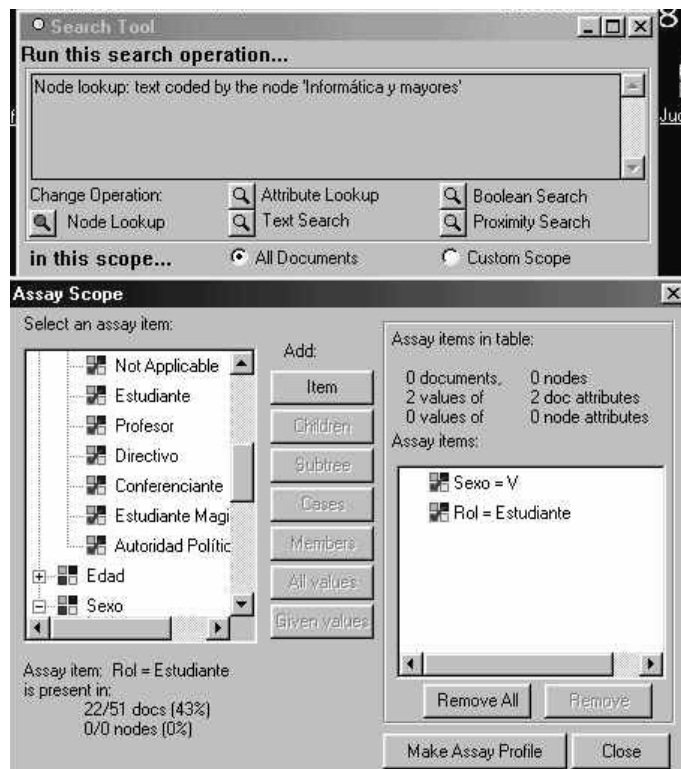 Search Tool
Run this search operation...
Node lookup: text coded by the node 'Informática y mayores'
Change Operation:
Attribute Lookup
Boolean Search
Node Lookup
Text Search
Proximity Search
in this scope...
All Documents
Custom Scope
Assay Scope
Select an assay item:
Not Applicable
Estudiante
Profesor
Directivo
Conferenciante
Estudiante Magi
Autoridad Polític
Edad
Sexo
Assay item: Rol = Estudiante
is present in:
22/51 docs (43%)
0/0 nodes (0%)
Add:
Item
Children
Subtree
Cases
Members
All values
Given values
Assay items in table:
0 documents, 0 nodes
2 values of 2 doc attributes
0 values of 0 node attributes
Assay items:
Sexo = V
Rol = Estudiante
Remove All
Remove
Make Assay Profile
Close